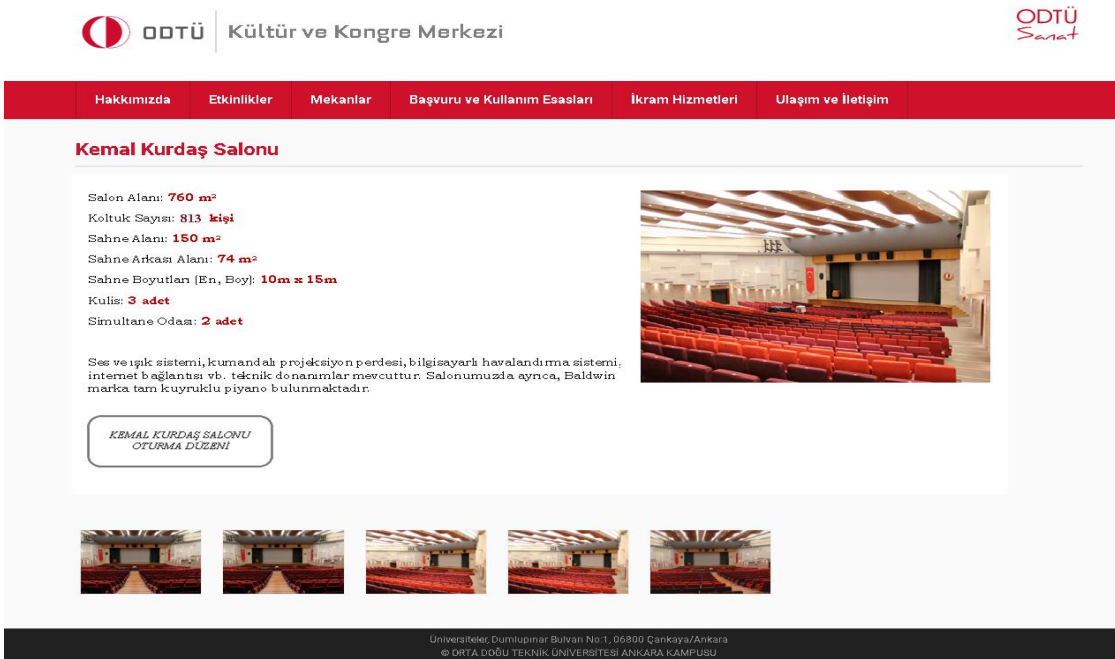 ODTÜ Kültür ve Kongre Merkezi
ODTÜ
Sanat
Hakkımızda Etkinlikler Mekanlar Başvuru ve Kullanım Esasları İkram Hizmetleri Ulaşım ve İletişim
Kemal Kurdaş Salonu
Salon Alanı: 760 m²
Koltuk Sayısı: 813 kişi
Sahne Alanı: 150 m²
Sahne Arkası Alanı: 74 m²
Sahne Boyutları (En, Boy): 10m x 15m
Kulis: 3 adet
Simultane Odası: 2 adet
Ses ve ışık sistemi, kumandalı projeksiyon perdesi, bilgisayarlı havalandırma sistemi,
internet bağlantısı vb. teknik donanımlar mevcuttur. Salonumuzda ayrıca, Baldwin
marka tam kuyruklu piyano bulunmaktadır.
KEMAL KURDAŞ SALONU
OTURMA DÜZENİ
Üniversiteler, Dumlupınar Bulvarı No:1, 06800 Çankaya/Ankara
© ORTA DOĞU TEKNİK ÜNİVERSİTESİ ANKARA KAMPUSU